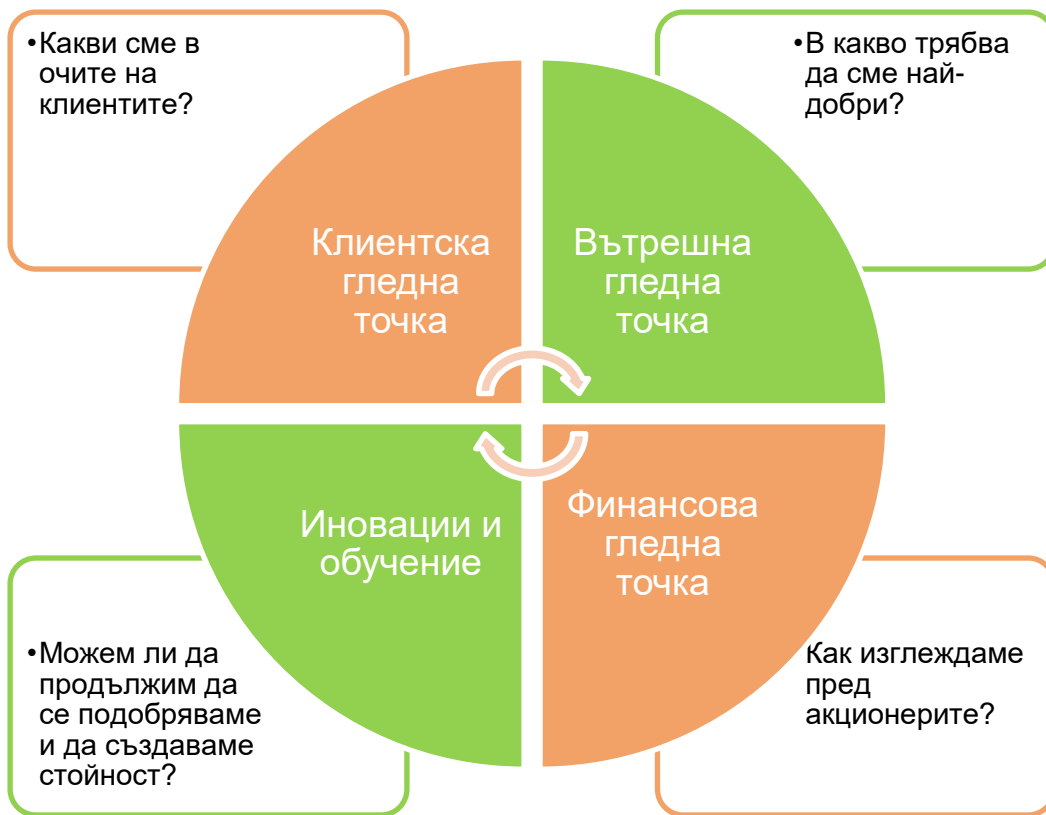 •Какви сме в
очите на
клиентите?
•В какво трябва
да сме най-
добри?
Клиентска
гледна
точка
Вътрешна
гледна
точка
Иновации и
обучение
Финансова
гледна
точка
•Можем ли да
продължим да
се подобряваме
и да създаваме
стойност?
Как изглеждаме
пред
акционерите?